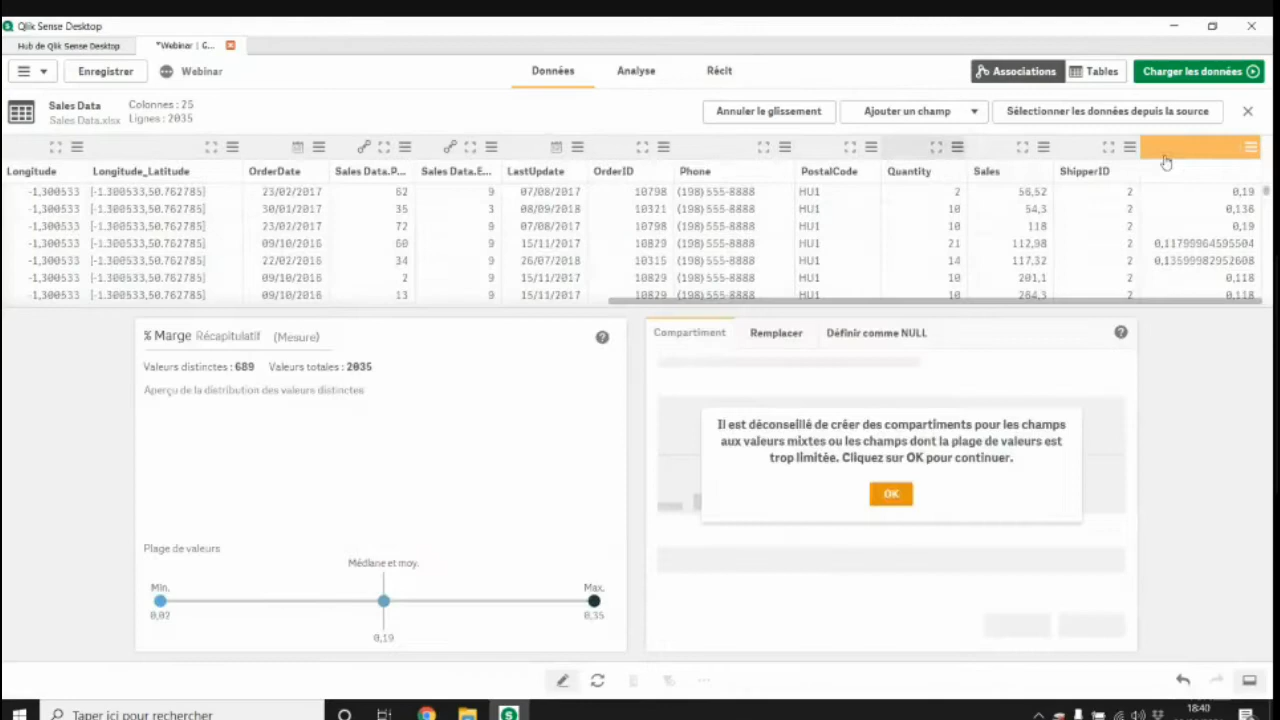 Qlik Sense Desktop
Hub de Qlik Sense Desktop
*Webinar | G...
Enregistrer
Webinar
Données
Analyse
Récit
Associations
Tables
Charger les données
Sales Data
Colonnes : 25
Sales Data.xlsx
Lignes : 2035
Annuler le glissement
Ajouter un champ
Sélectionner les données depuis la source
Longitude Longitude_Latitude OrderDate Sales Data.P... Sales Data.E... LastUpdate OrderID Phone PostalCode Quantity Sales ShipperID
-1,300533 [-1.300533,50.762785] 23/02/2017 62 9 07/08/2017 10798 (198) 555-8888 HU1 2 56,52 2 0,19
-1,300533 [-1.300533,50.762785] 30/01/2017 35 3 08/09/2018 10321 (198) 555-8888 HU1 10 54,3 2 0,136
-1,300533 [-1.300533,50.762785] 23/02/2017 72 9 07/08/2017 10798 (198) 555-8888 HU1 10 118 2 0,19
-1,300533 [-1.300533,50.762785] 09/10/2016 60 9 15/11/2017 10829 (198) 555-8888 HU1 21 112,98 2 0,11799964595504
-1,300533 [-1.300533,50.762785] 22/02/2016 34 9 26/07/2018 10315 (198) 555-8888 HU1 14 117,32 2 0,13599982952608
-1,300533 [-1.300533,50.762785] 09/10/2016 2 9 15/11/2017 10829 (198) 555-8888 HU1 10 201,1 2 0,118
-1,300533 [-1.300533,50.762785] 09/10/2016 13 9 15/11/2017 10829 (198) 555-8888 HU1 10 264,3 2 0,118
% Marge Récapitulatif (Mesure)
Valeurs distinctes : 689 Valeurs totales : 2035
Aperçu de la distribution des valeurs distinctes
Plage de valeurs
Médiane et moy.
Min.
Max.
0,02
0,35
0,19
Compartiment
Remplacer
Définir comme NULL
Il est déconseillé de créer des compartiments pour les champs
aux valeurs mixtes ou les champs dont la plage de valeurs est
trop limitée. Cliquez sur OK pour continuer.
OK
Taper ici pour rechercher
18:40